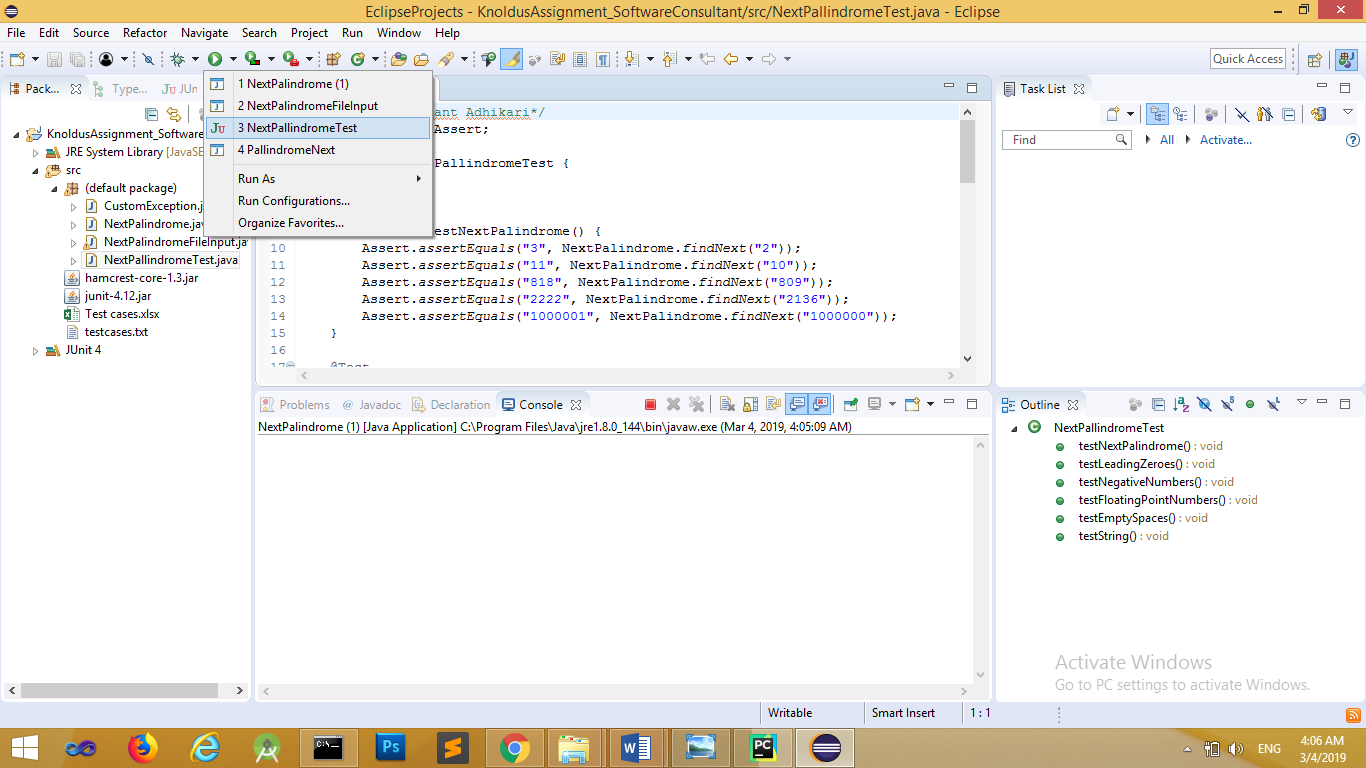 EclipseProjects - KnoldusAssignment_SoftwareConsultant/src/NextPallindromeTest.java - Eclipse
File Edit Source Refactor Navigate Search Project Run Window Help
Quick Access
Pack...
Type...
JUn
KnoldusAssignment_Software
JRE System Library [JavaSE
src
(default package)
CustomException.j
NextPalindrome.jav
NextPalindromeFileInput.ja
NextPallindromeTest.java
hamcrest-core-1.3.jar
junit-4.12.jar
Test cases.xlsx
testcases.txt
JUnit 4
1 NextPalindrome (1)
2 NextPalindromeFileInput
3 NextPallindromeTest
4 PallindromeNext
Run As
Run Configurations...
Organize Favorites...
ant Adhikari*/
Assert;
PallindromeTest {
estNextPalindrome() {
10 Assert.assertEquals("3", NextPalindrome.findNext("2"));
11 Assert.assertEquals("11", NextPalindrome.findNext("10"));
12 Assert.assertEquals("818", NextPalindrome.findNext("809"));
13 Assert.assertEquals("2222", NextPalindrome.findNext("2136"));
14 Assert.assertEquals("1000001", NextPalindrome.findNext("1000000"));
15 }
16
17 @Test
Task List
Find
All
Activate...
Problems
@ Javadoc
Declaration
Console
NextPalindrome (1) [Java Application] C:\Program Files\Java\jre1.8.0_144\bin\javaw.exe (Mar 4, 2019, 4:05:09 AM)
Outline
NextPallindromeTest
testNextPalindrome() : void
testLeadingZeroes() : void
testNegativeNumbers() : void
testFloatingPointNumbers() : void
testEmptySpaces() : void
testString() : void
Activate Windows
Go to PC settings to activate Windows.
Writable
Smart Insert
1 : 1
ENG
4:06 AM
3/4/2019